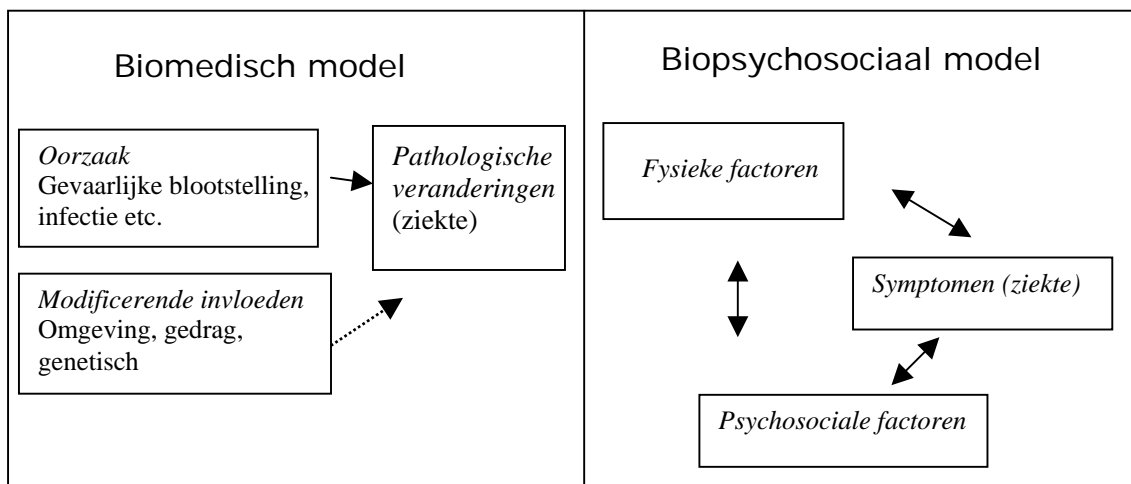 Biomedisch model
Oorzaak
Gevaarlijke blootstelling,
infectie etc.
Pathologische
veranderingen
(ziekte)
Modificerende invloeden
Omgeving, gedrag,
genetisch
Biopsychosociaal model
Fysieke factoren
Symptomen (ziekte)
Psychosociale factoren